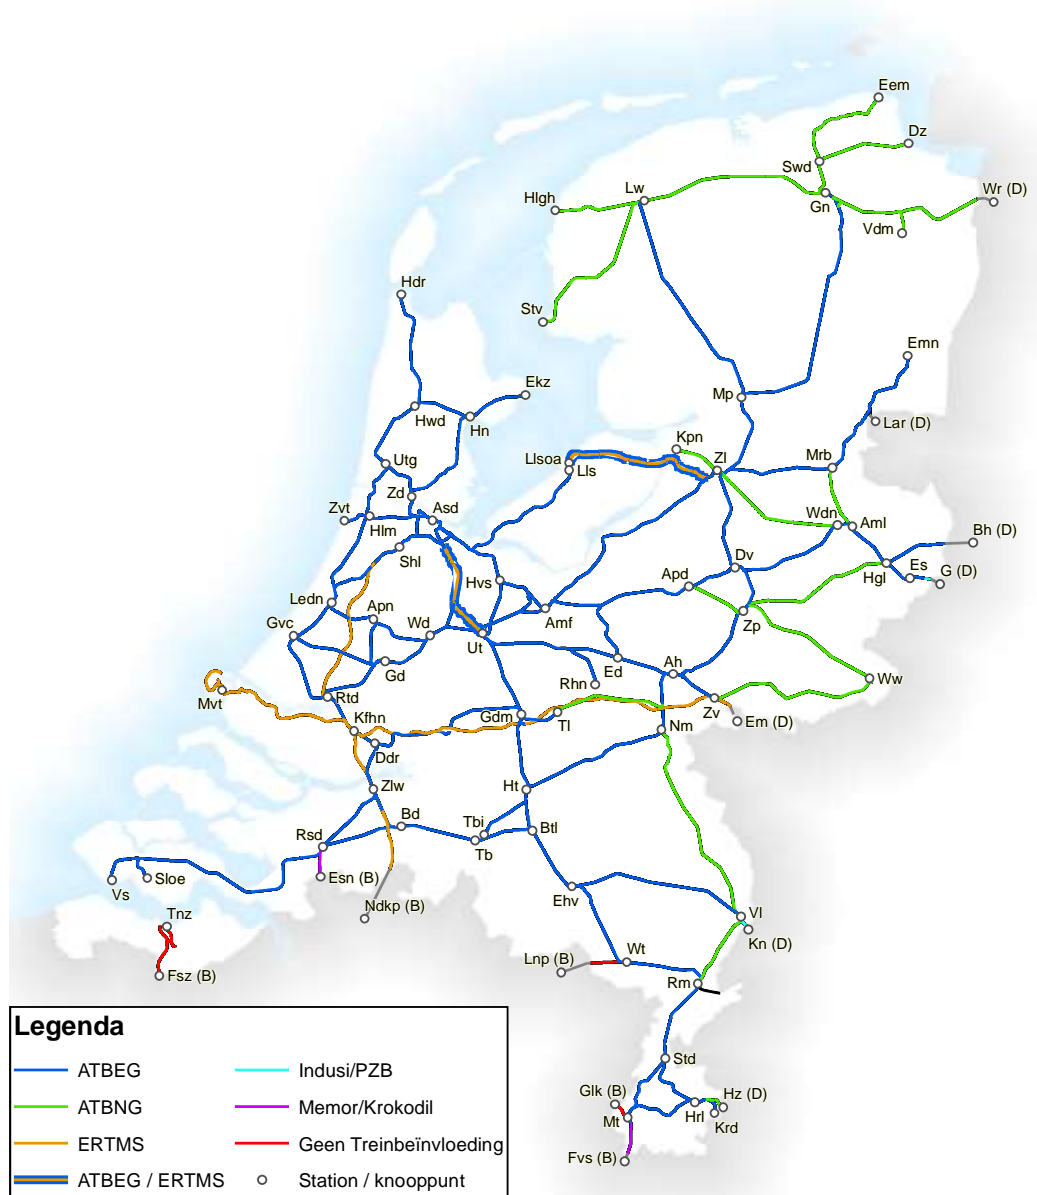 Eem
Dz
Swd
Wr (D)
Lw
Hlgh
Gn
Vdm
Hdr
Stv
Emn
Ekz
Mp
Hwd
Hn
Lar (D)
Kpn
Utg
Llsoa
Zl
Mrb
Lls
Zd
Zvt
Asd
Wdn
Aml
Hlm
Bh (D)
Shl
Dv
Es
G (D)
Hvs
Apd
Hgl
Ledn
Apn
Gvc
Wd
Amf
Zp
Ut
Gd
Ed
Ah
Rhn
Ww
Mvt
Rtd
Zv
Kfhn
Gdm
Tl
Em (D)
Nm
Ddr
Zlw
Ht
Bd
Tbi
Rsd
Btl
Tb
Esn (B)
Vs
Sloe
Ehv
Ndkp (B)
Tnz
Vl
Kn (D)
Lnp (B)
Wt
Fsz (B)
Rm
Std
Glk (B)
Hz (D)
Mt
Hrl
Krd
Fvs (B)
Legenda
ATBEG
Indusi/PZB
ATBNG
Memor/Krokodil
ERTMS
Geen Treinbeïnvloeding
ATBEG / ERTMS
Station / knooppunt